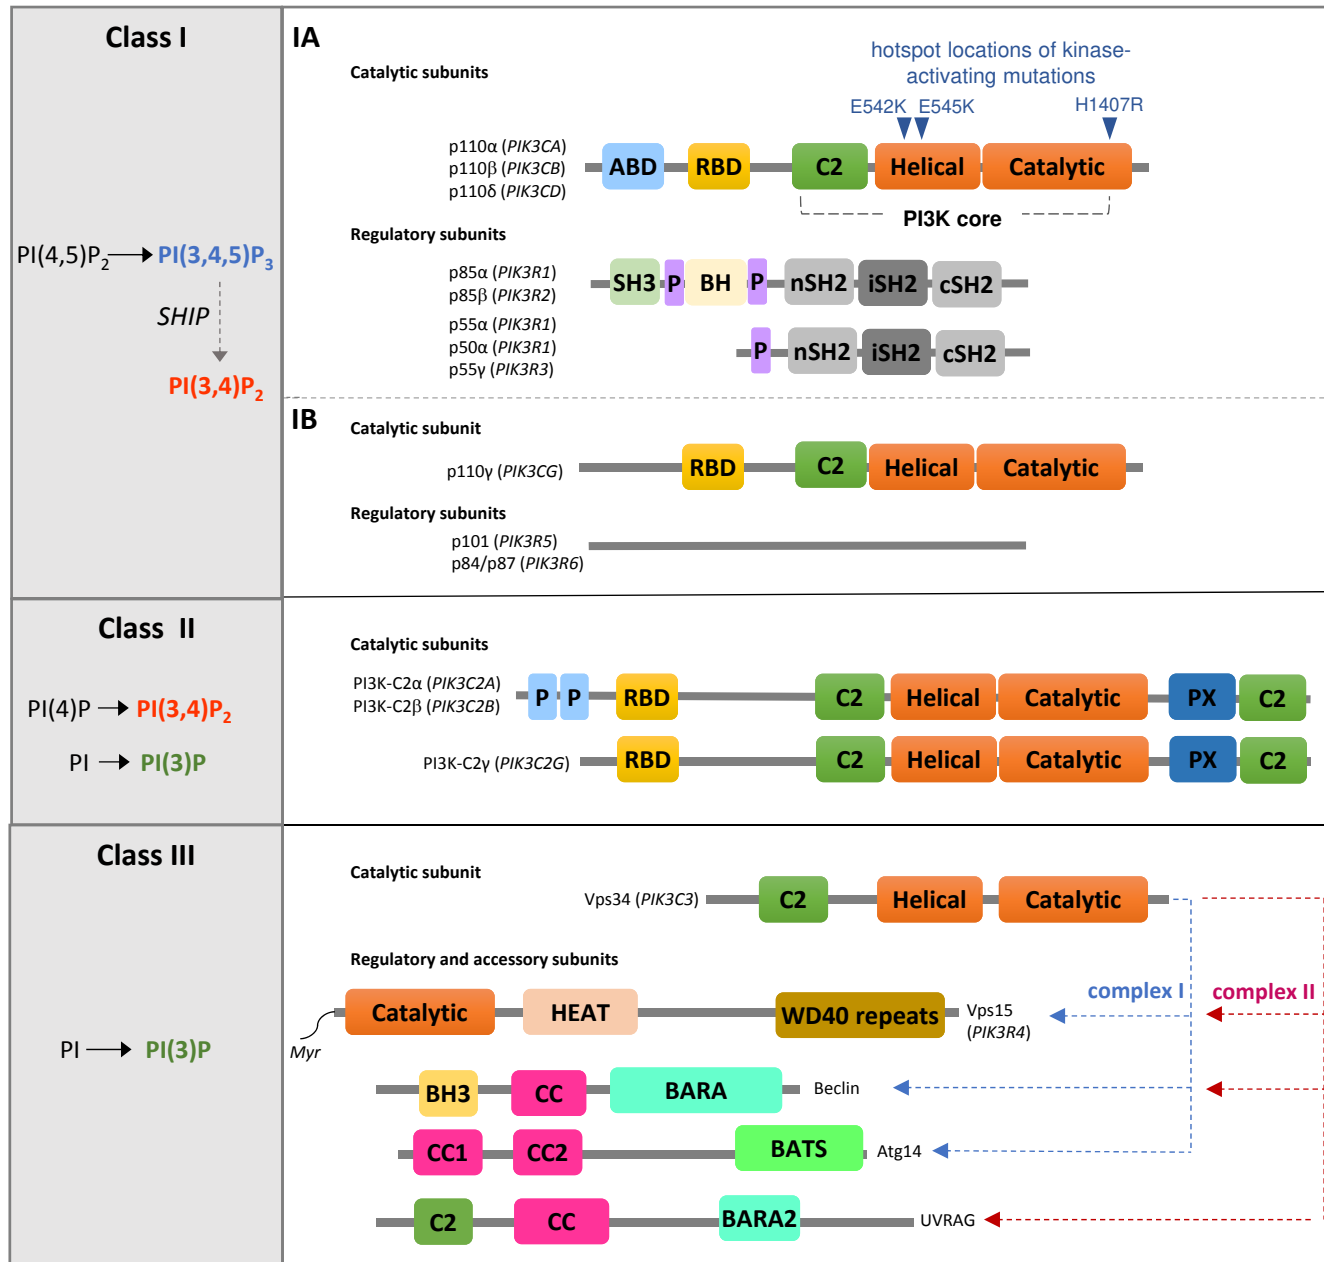 Class I
PI(4,5)P2 PI(3,4,5)P3
SHIP
PI(3,4)P2
IA
Catalytic subunits
hotspot locations of kinase-
activating mutations
E542K E545K H1407R
p110α (PIK3CA)
p110β (PIK3CB)
p110δ (PIK3CD)
ABD RBD C2 Helical Catalytic
PI3K core
Regulatory subunits
p85α (PIK3R1)
p85β (PIK3R2)
SH3 P BH P nSH2 iSH2 cSH2
p55α (PIK3R1)
p50α (PIK3R1)
p55γ (PIK3R3)
P nSH2 iSH2 cSH2
IB
Catalytic subunit
p110γ (PIK3CG)
RBD C2 Helical Catalytic
Regulatory subunits
p101 (PIK3R5)
p84/p87 (PIK3R6)
Class II
PI(4)P PI(3,4)P2
PI PI(3)P
Catalytic subunits
PI3K-C2α (PIK3C2A)
PI3K-C2β (PIK3C2B)
P P RBD C2 Helical Catalytic PX C2
PI3K-C2γ (PIK3C2G)
RBD C2 Helical Catalytic PX C2
Class III
PI PI(3)P
Catalytic subunit
Vps34 (PIK3C3)
C2 Helical Catalytic
Regulatory and accessory subunits
complex I complex II
Myr
Catalytic HEAT WD40 repeats
Vps15
(PIK3R4)
BH3 CC BARA Beclin
CC1 CC2 BATS Atg14
C2 CC BARA2 UVRAG